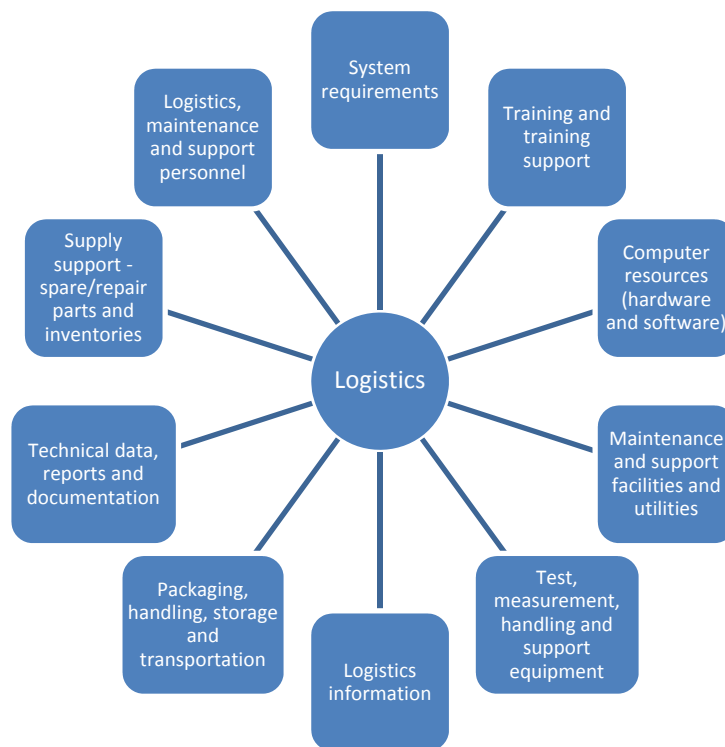 System
requirements
Training and
training
support
Computer
resources
(hardware
and software)
Maintenance
and support
facilities and
utilities
Test,
measurement,
handling and
support
equipment
Logistics
information
Packaging,
handling, storage
and
transportation
Technical data,
reports and
documentation
Supply
support -
spare/repair
parts and
inventories
Logistics,
maintenance
and support
personnel
Logistics